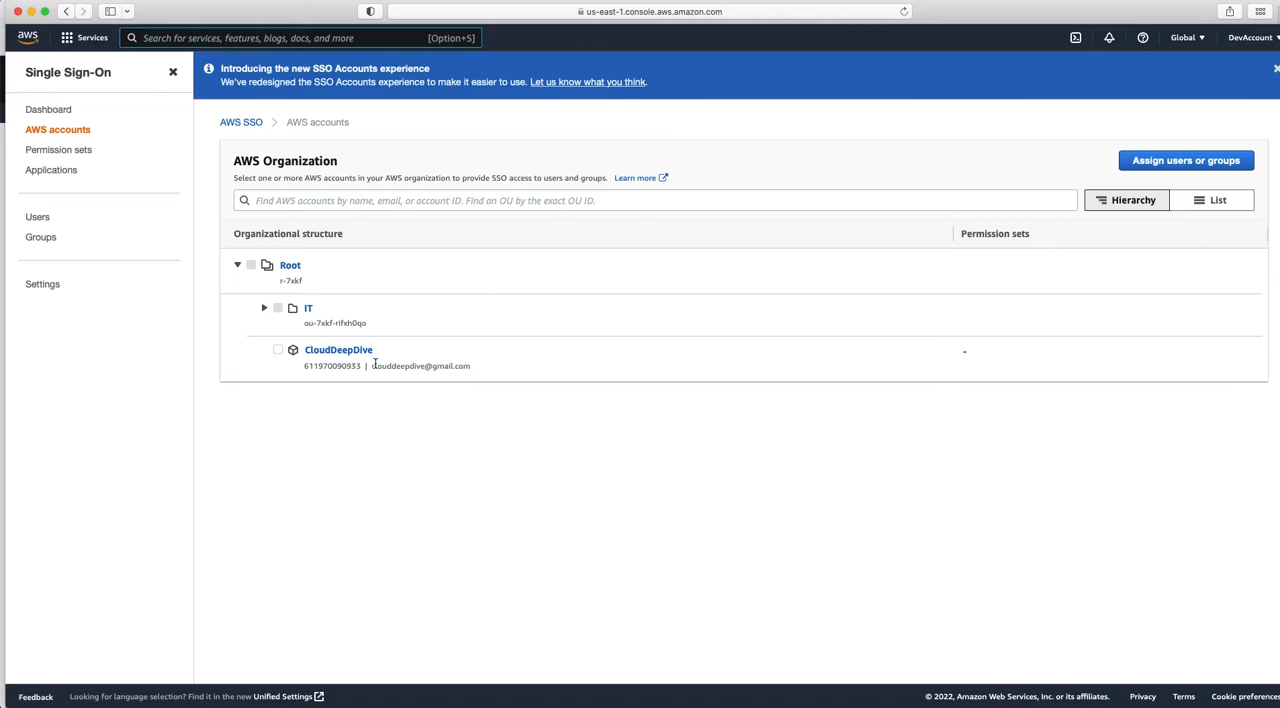 us-east-1.console.aws.amazon.com
aws
Services
Search for services, features, blogs, docs, and more
[Option+S]
Global ▼
DevAccount
Single Sign-On
Dashboard
AWS accounts
Permission sets
Applications
Users
Groups
Settings
Introducing the new SSO Accounts experience
We've redesigned the SSO Accounts experience to make it easier to use. Let us know what you think.
AWS SSO > AWS accounts
AWS Organization
Assign users or groups
Select one or more AWS accounts in your AWS organization to provide SSO access to users and groups. Learn more
Find AWS accounts by name, email, or account ID. Find an OU by the exact OU ID.
Hierarchy
List
Organizational structure
Permission sets
Root
r-7xkf
IT
ou-7xkf-rifxh0qo
CloudDeepDive
-
611970090933 | clouddeepdive@gmail.com
Feedback
Looking for language selection? Find it in the new Unified Settings
© 2022, Amazon Web Services, Inc. or its affiliates.
Privacy
Terms
Cookie preferences